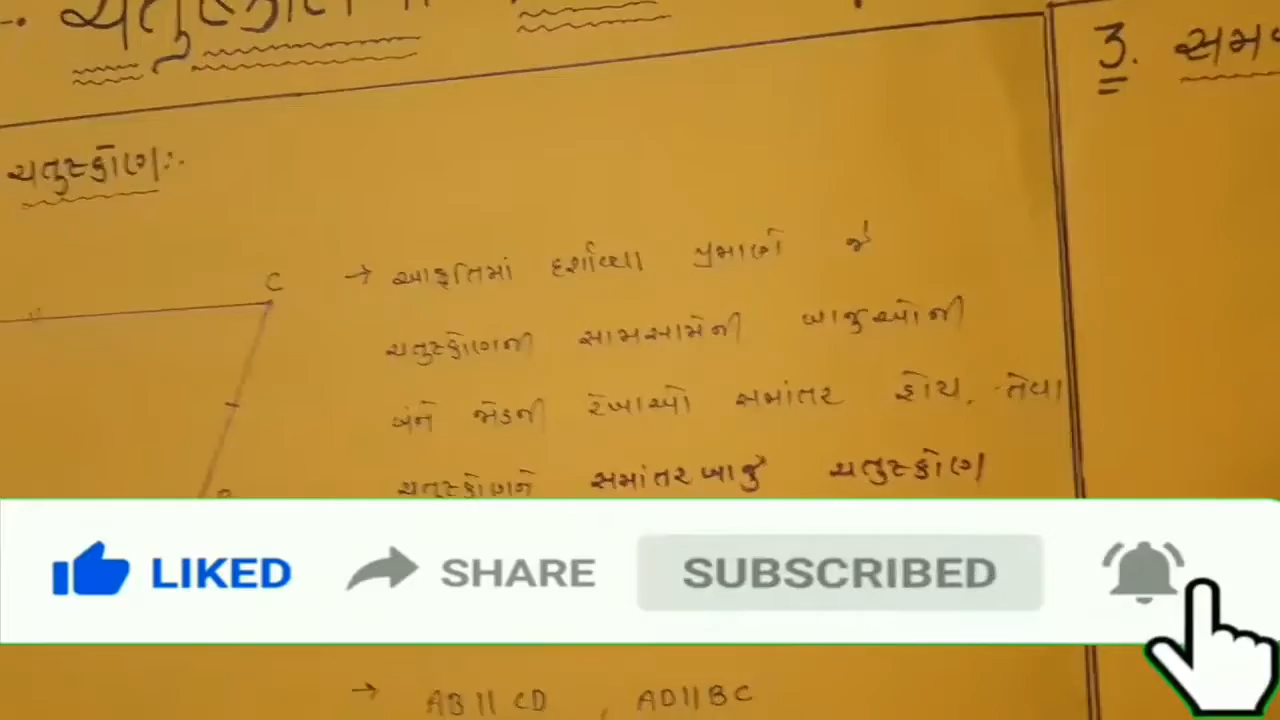 ચતુષ્કોણ
3. સમ
ચતુષ્કોણ:-
C
→ આકૃતિમાં દર્શાવ્યા પ્રમાણે જે
ચતુષ્કોણની સામસામેની બાજુઓની
બંને જોડની રેખાઓ સમાંતર હોય, તેવા
ચતુષ્કોણને સમાંતરબાજુ ચતુષ્કોણ
LIKED SHARE SUBSCRIBED
→ AB||CD , AD||BC